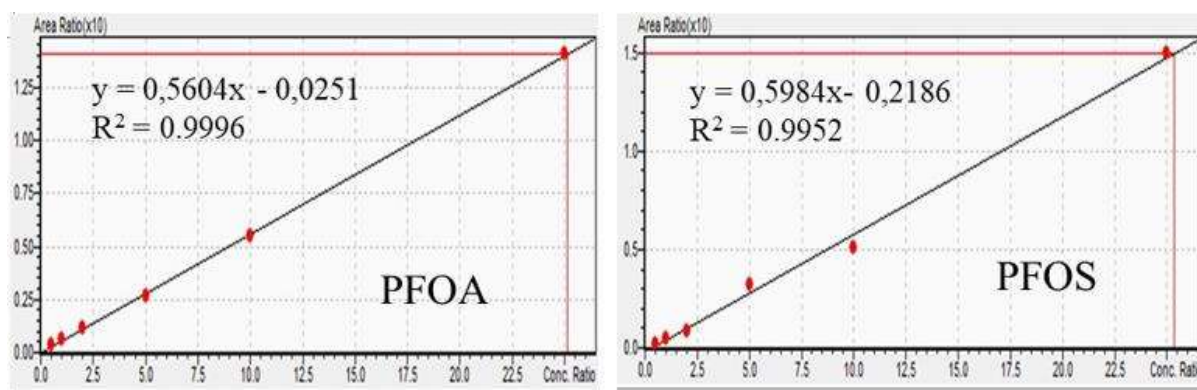 Area Ratio(x10)
y = 0,5604x - 0,0251
R² = 0.9996
1.25
1.00
0.75
0.50
0.25
0.00
PFOA
0.0 2.5 5.0 7.5 10.0 12.5 15.0 17.5 20.0 22.5 Conc. Ratio
Area Ratio(x10)
1.5
y = 0,5984x- 0,2186
R² = 0.9952
1.0
0.5
0.0
PFOS
0.0 2.5 5.0 7.5 10.0 12.5 15.0 17.5 20.0 22.5 Conc. Rat